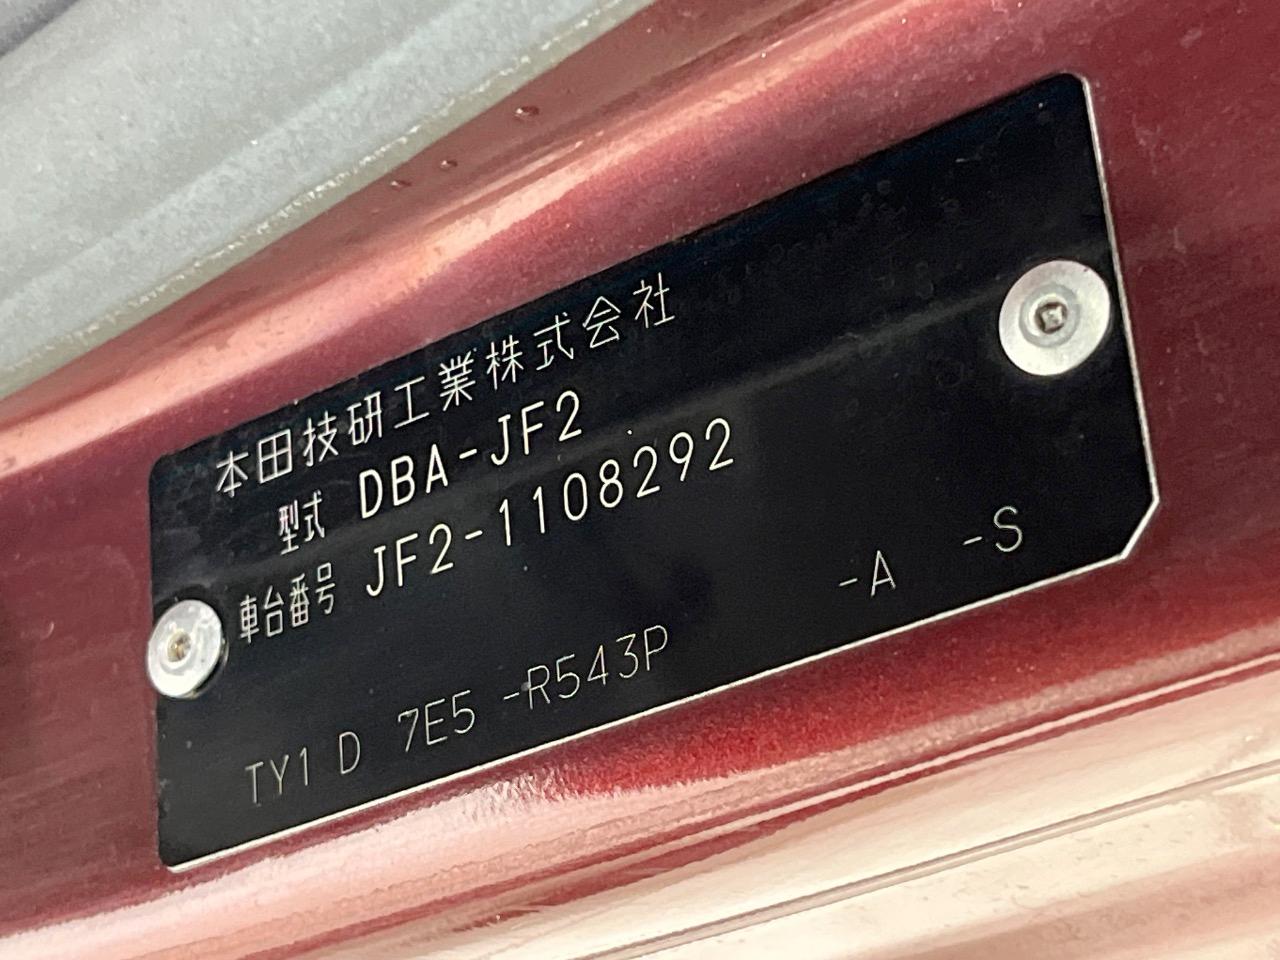 本田技研工業株式会社
型式 DBA-JF2
車台番号 JF2-1108292
-A -S
TY1 D 7E5 -R543P